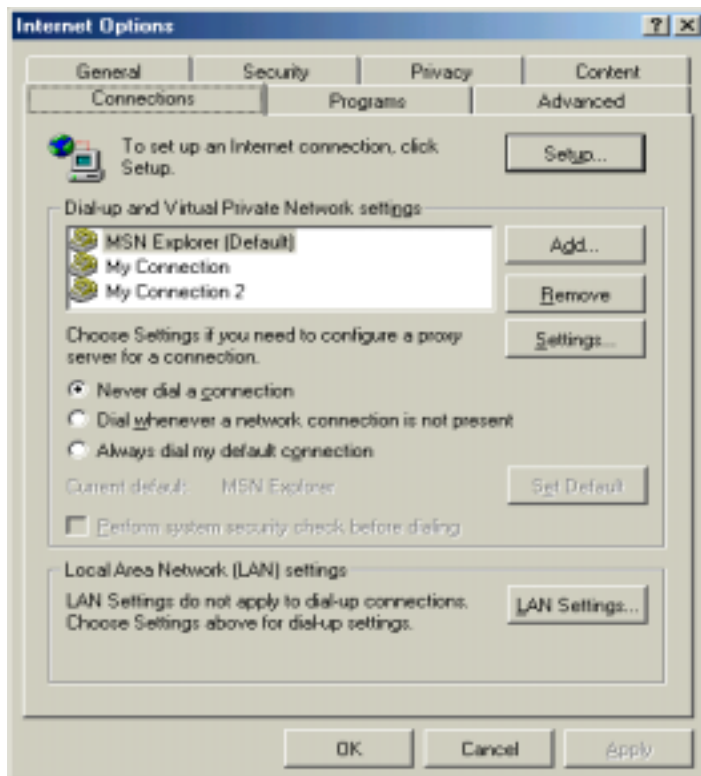 Internet Options
General Security Privacy Content
Connections Programs Advanced
To set up an Internet connection, click
Setup.
Setup...
Dial-up and Virtual Private Network settings
MSN Explorer (Default)
My Connection
My Connection 2
Add...
Remove
Choose Settings if you need to configure a proxy
server for a connection.
Settings...
Never dial a connection
Dial whenever a network connection is not present
Always dial my default connection
Current default: MSN Explorer
Set Default
Perform system security check before dialing
Local Area Network (LAN) settings
LAN Settings do not apply to dial-up connections.
Choose Settings above for dial-up settings.
LAN Settings...
OK Cancel Apply